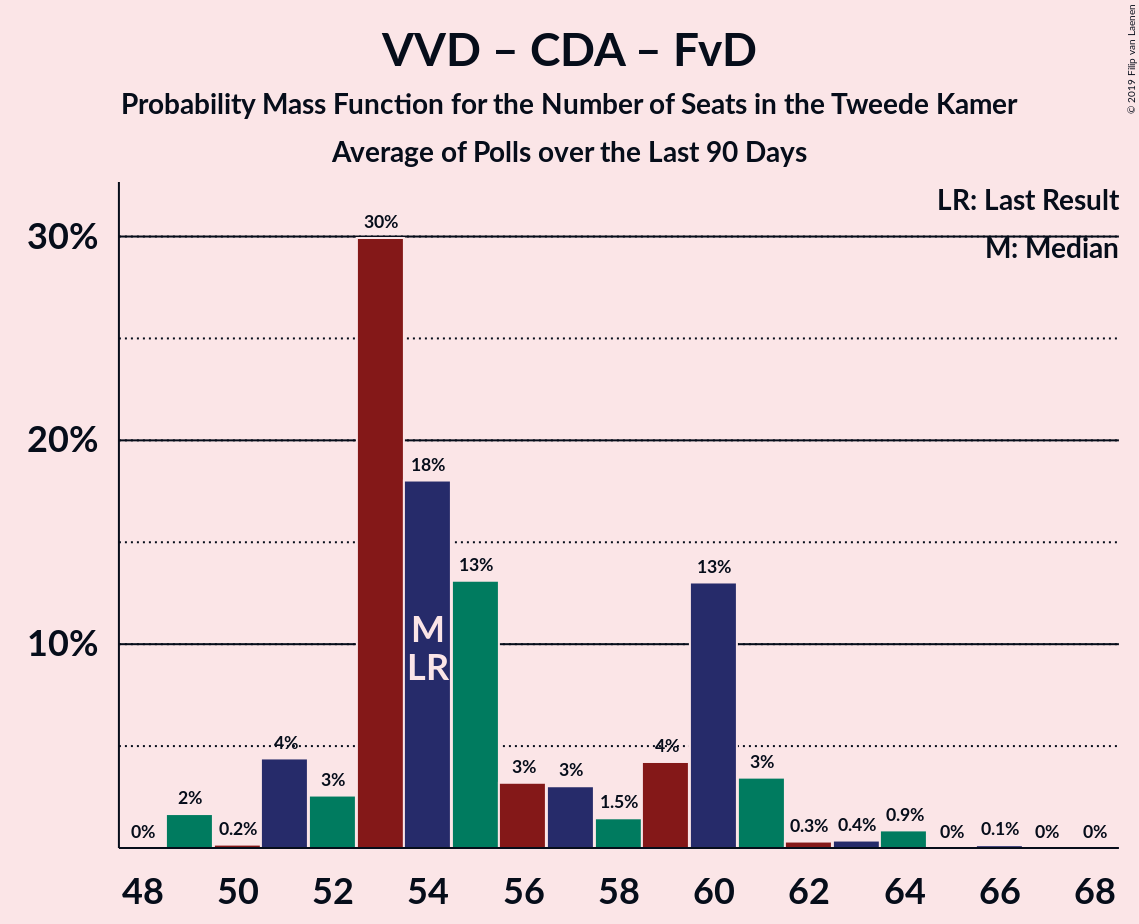 VVD – CDA – FvD
Probability Mass Function for the Number of Seats in the Tweede Kamer
Average of Polls over the Last 90 Days
© 2019 Filip van Laenen
LR: Last Result
M: Median
30%
20%
10%
0%
2%
0.2%
4%
3%
30%
18%
13%
3%
3%
1.5%
4%
13%
3%
0.3%
0.4%
0.9%
0%
0.1%
0%
0%
M
LR
48 50 52 54 56 58 60 62 64 66 68